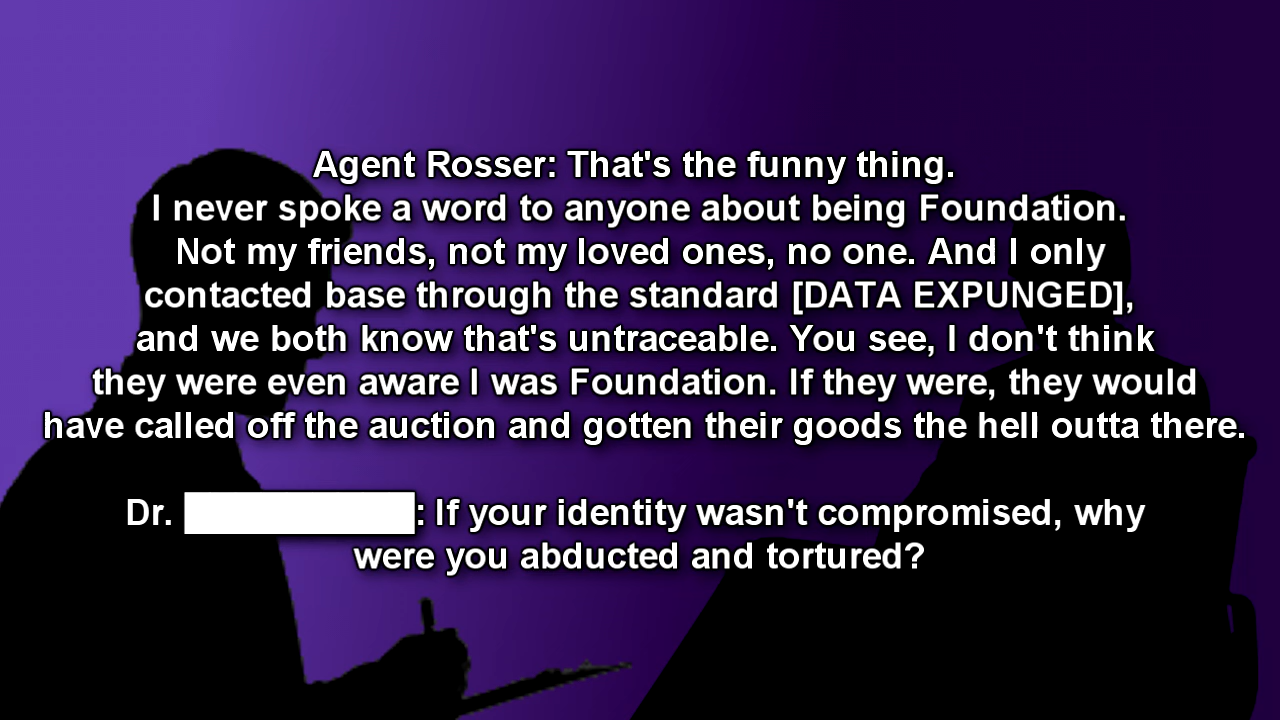 Agent Rosser: That's the funny thing.
I never spoke a word to anyone about being Foundation.
Not my friends, not my loved ones, no one. And I only
contacted base through the standard [DATA EXPUNGED],
and we both know that's untraceable. You see, I don't think
they were even aware I was Foundation. If they were, they would
have called off the auction and gotten their goods the hell outta there.
Dr. : If your identity wasn't compromised, why
were you abducted and tortured?